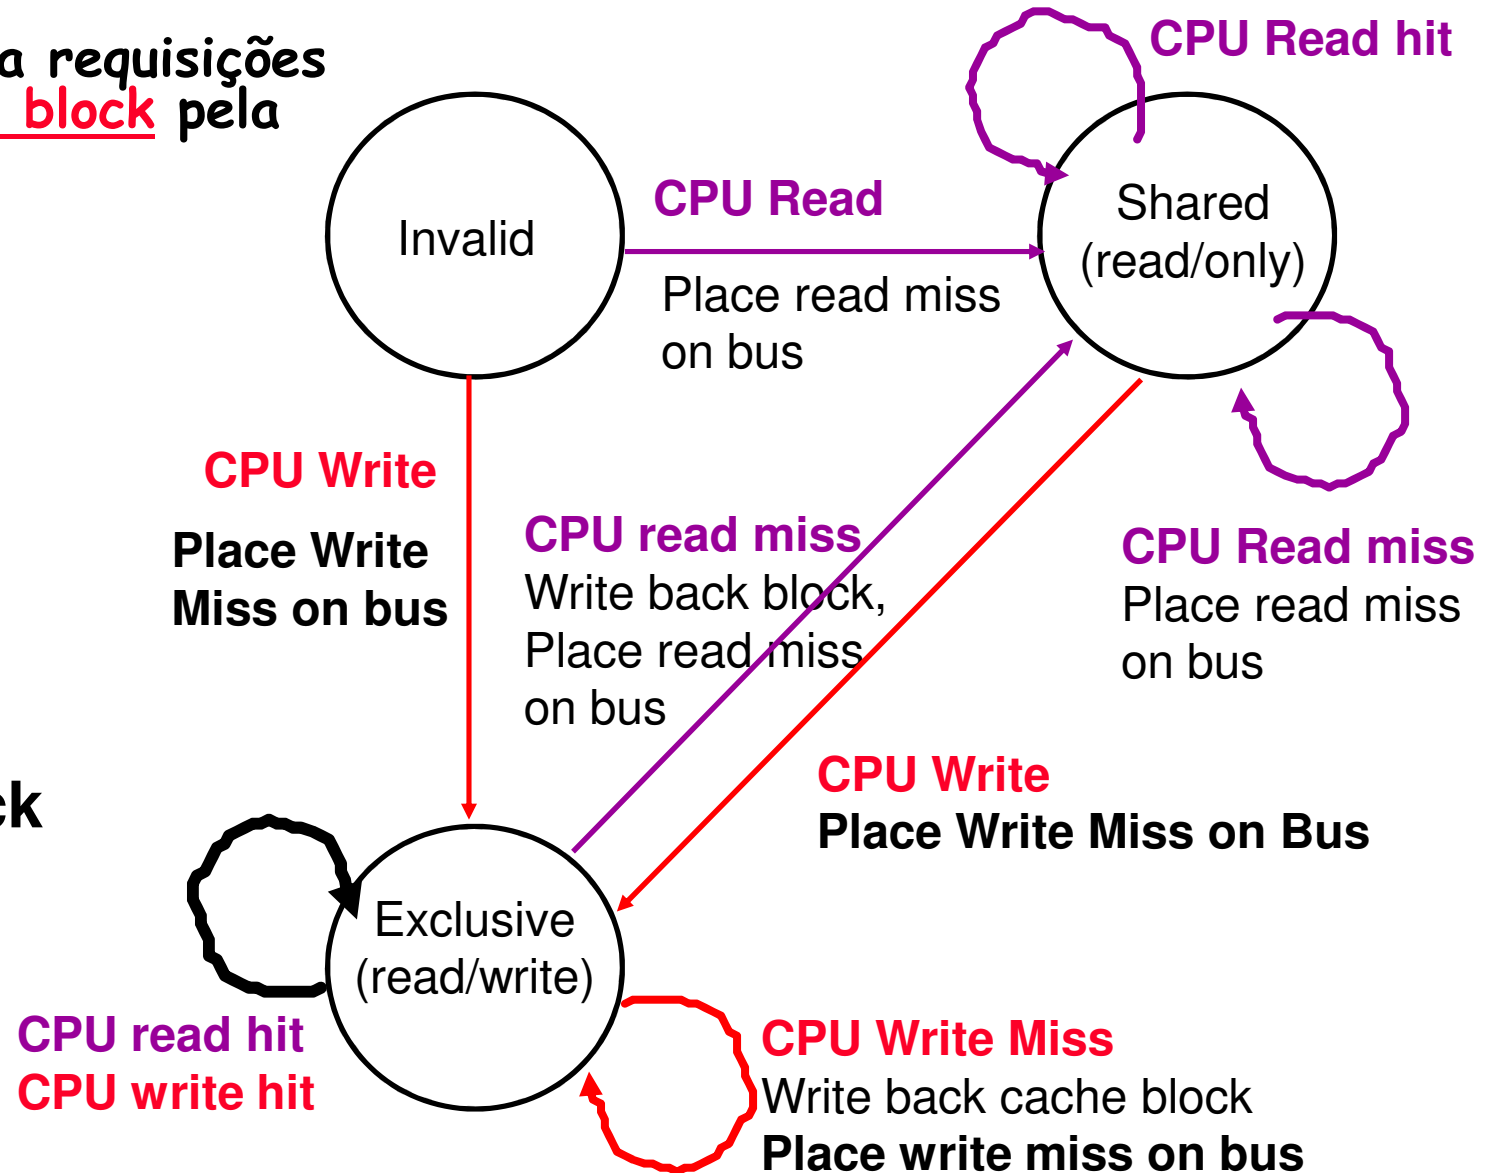 a requisições
block pela
CPU Read hit
Invalid
CPU Read
Place read miss
on bus
Shared
(read/only)
CPU Write
Place Write
Miss on bus
CPU read miss
Write back block,
Place read miss
on bus
CPU Read miss
Place read miss
on bus
CPU Write
Place Write Miss on Bus
ck
Exclusive
(read/write)
CPU read hit
CPU write hit
CPU Write Miss
Write back cache block
Place write miss on bus